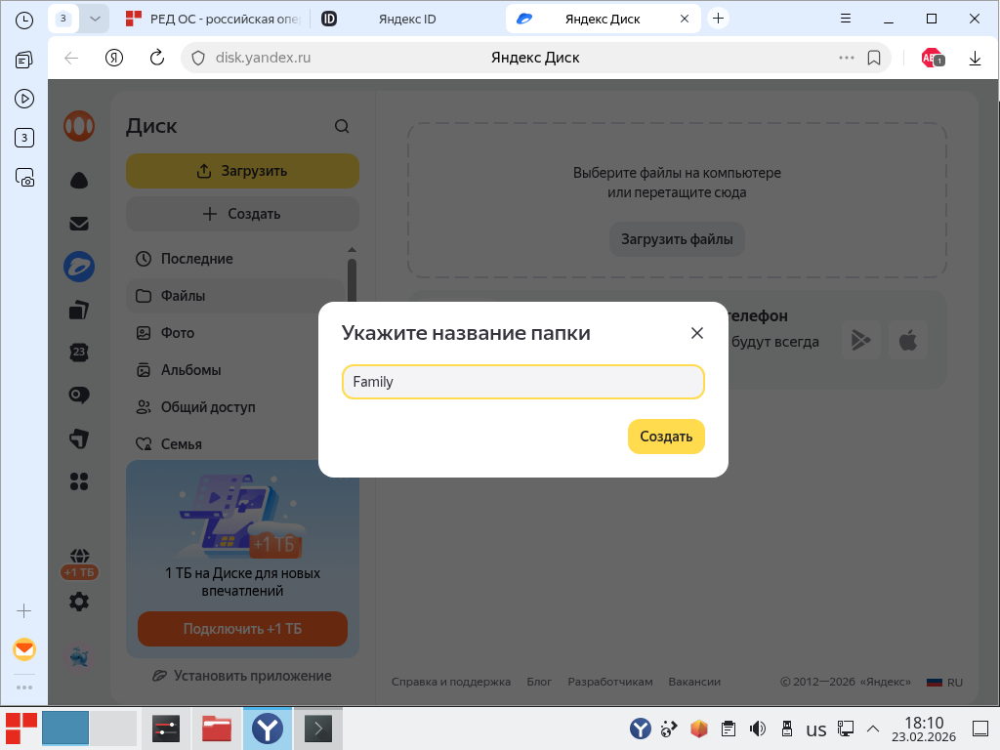 3
РЕД ОС - российская опе
ID
Яндекс ID
Яндекс Диск
Я
disk.yandex.ru
Яндекс Диск
1
3
Диск
Загрузить
Создать
Последние
Файлы
Фото
Альбомы
Общий доступ
Семья
23
+1 ТБ
+1 ТБ
1 ТБ на Диске для новых
впечатлений
Подключить +1 ТБ
Установить приложение
Выберите файлы на компьютере
или перетащите сюда
Загрузить файлы
телефон
будут всегда
Укажите название папки
Family
Создать
Справка и поддержка
Блог
Разработчикам
Вакансии
© 2012—2026 «Яндекс»
RU
us
18:10
23.02.2026